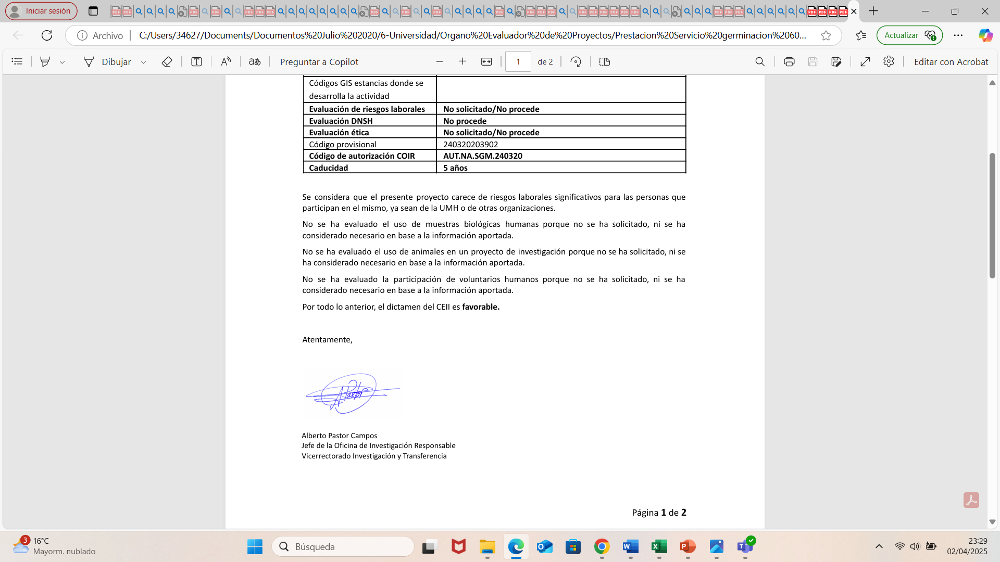 Iniciar sesión
Archivo
C:/Users/34627/Documents/Documentos%20Julio%202020/6-Universidad/Organo%20Evaluador%20de%20Proyectos/Prestacion%20Servicio%20germinacion%2060...
Actualizar
Dibujar
Preguntar a Copilot
1
de 2
Editar con Acrobat
Códigos GIS estancias donde se
desarrolla la actividad
Evaluación de riesgos laborales No solicitado/No procede
Evaluación DNSH No procede
Evaluación ética No solicitado/No procede
Código provisional 240320203902
Código de autorización COIR AUT.NA.SGM.240320
Caducidad 5 años
Se considera que el presente proyecto carece de riesgos laborales significativos para las personas que
participan en el mismo, ya sean de la UMH o de otras organizaciones.
No se ha evaluado el uso de muestras biológicas humanas porque no se ha solicitado, ni se ha
considerado necesario en base a la información aportada.
No se ha evaluado el uso de animales en un proyecto de investigación porque no se ha solicitado, ni se
ha considerado necesario en base a la información aportada.
No se ha evaluado la participación de voluntarios humanos porque no se ha solicitado, ni se ha
considerado necesario en base a la información aportada.
Por todo lo anterior, el dictamen del CEII es favorable.
Atentamente,
APastor
Alberto Pastor Campos
Jefe de la Oficina de Investigación Responsable
Vicerrectorado Investigación y Transferencia
Página 1 de 2
3
16°C
Mayorm. nublado
Búsqueda
23:29
02/04/2025